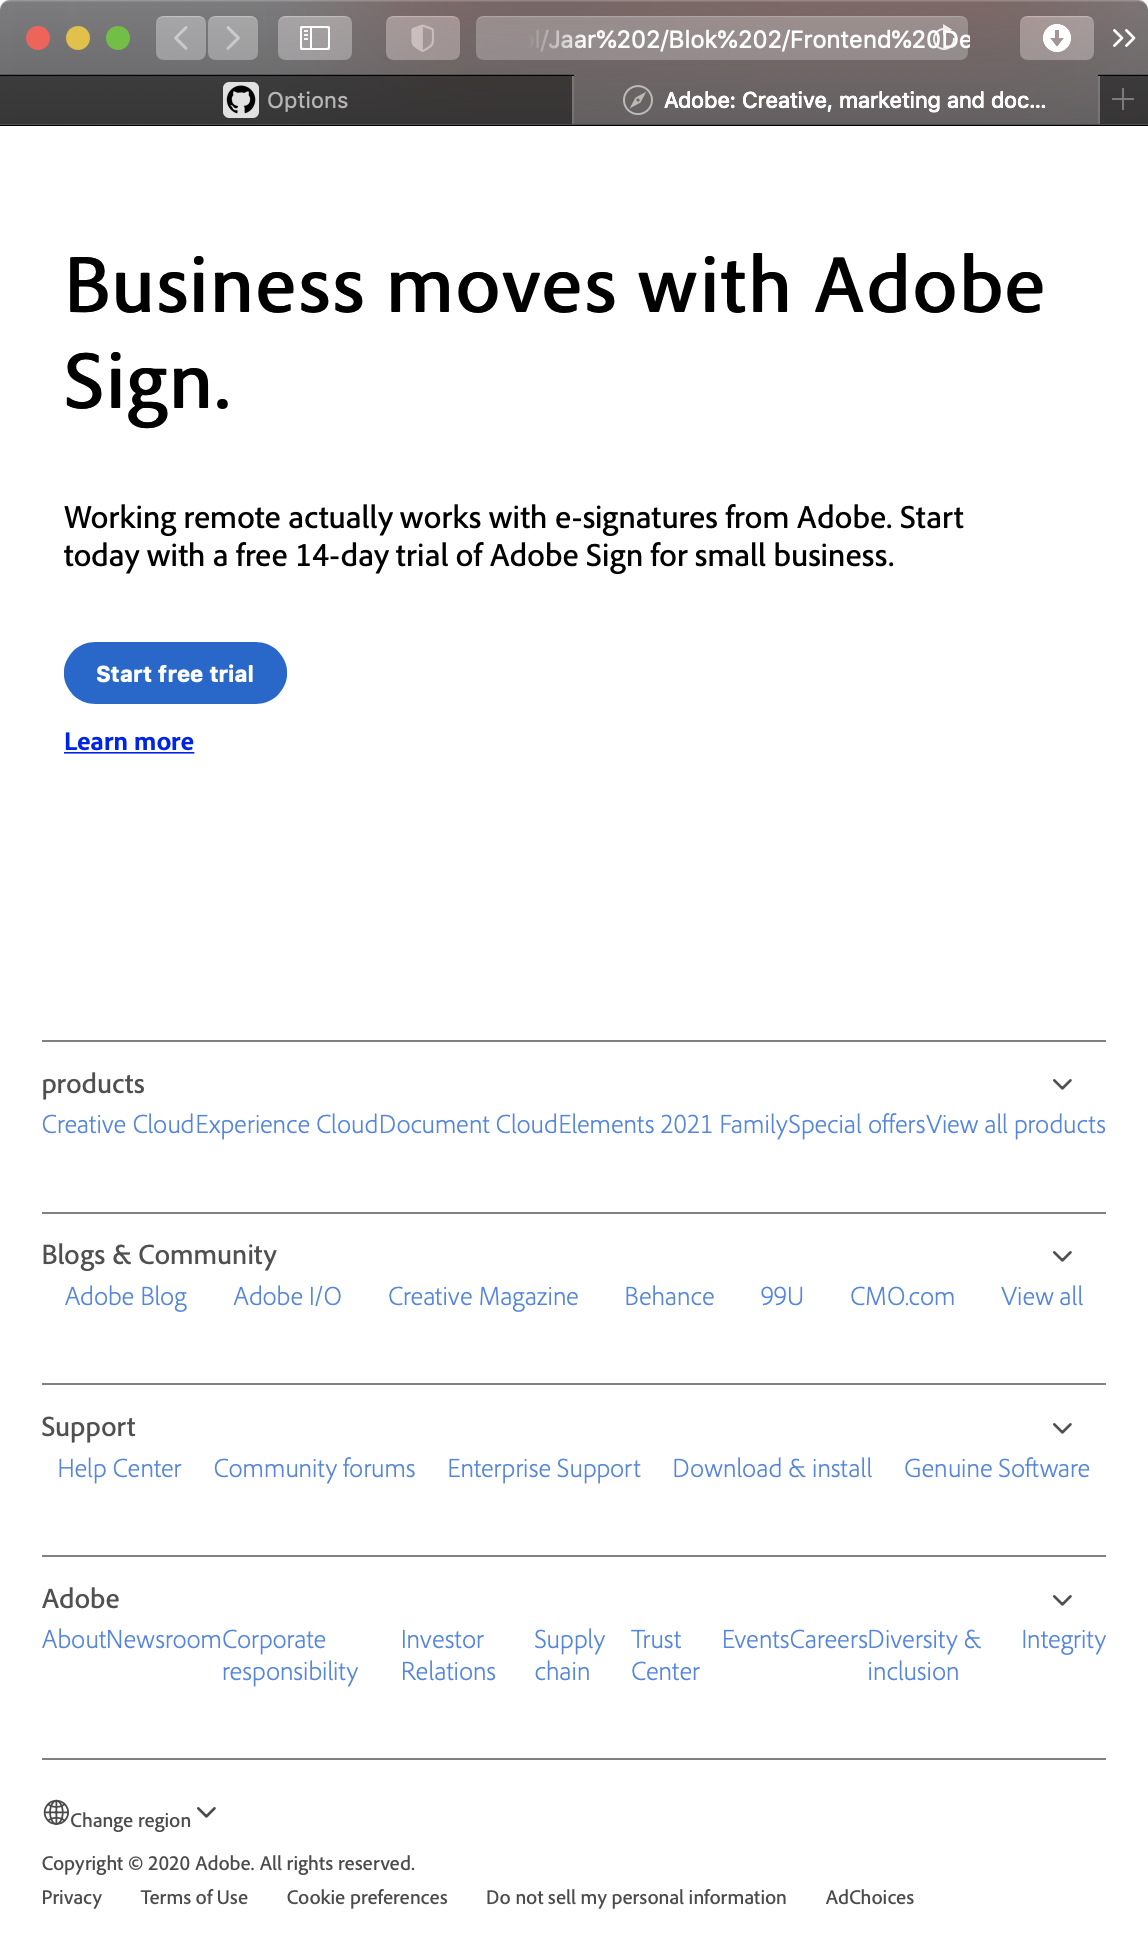 l/Jaar%202/Blok%202/Frontend%20De
Options
Adobe: Creative, marketing and doc...
Business moves with Adobe
Sign.
Working remote actually works with e-signatures from Adobe. Start
today with a free 14-day trial of Adobe Sign for small business.
Start free trial
Learn more
products
Creative CloudExperience CloudDocument CloudElements 2021 FamilySpecial offersView all products
Blogs & Community
Adobe Blog Adobe I/O Creative Magazine Behance 99U CMO.com View all
Support
Help Center Community forums Enterprise Support Download & install Genuine Software
Adobe
AboutNewsroomCorporate Investor Supply Trust EventsCareersDiversity & Integrity
responsibility Relations chain Center inclusion
Change region
Copyright © 2020 Adobe. All rights reserved.
Privacy Terms of Use Cookie preferences Do not sell my personal information AdChoices